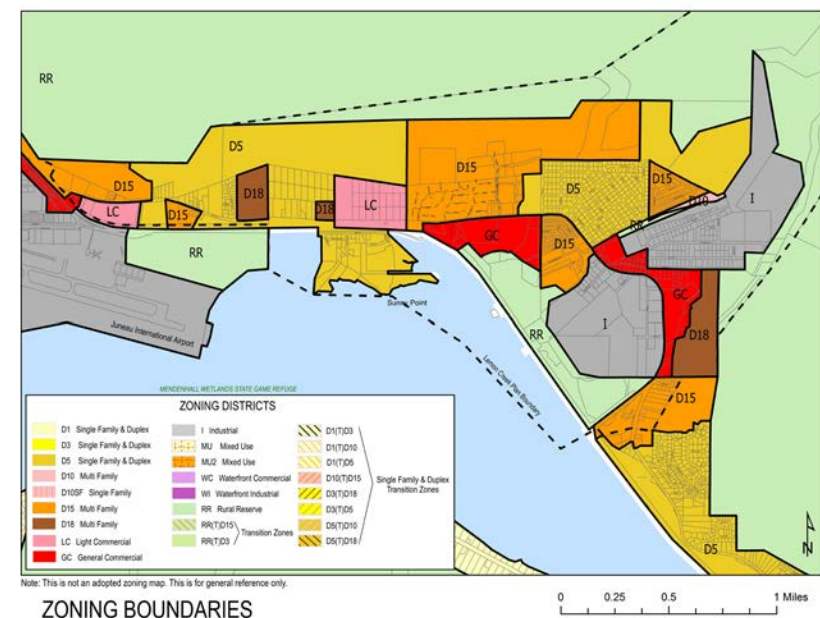 RR
D5
D15
D15
LC
D15
D18
D18
LC
RR
D15
D5
D15
D10
RR
I
GC
D15
RR
I
GC
D18
D15
D5
Juneau International Airport
Sunny Point
Lemon Creek Plan Boundary
MENDENHALL WETLANDS STATE GAME REFUGE
ZONING DISTRICTS
D1 Single Family & Duplex
D3 Single Family & Duplex
D5 Single Family & Duplex
D10 Multi Family
D10SF Single Family
D15 Multi Family
D18 Multi Family
LC Light Commercial
GC General Commercial
I Industrial
MU Mixed Use
MU2 Mixed Use
WC Waterfront Commercial
WI Waterfront Industrial
RR Rural Reserve
RR(T)D15
RR(T)D3
Transition Zones
D1(T)D3
D1(T)D10
D1(T)D5
D10(T)D15
D3(T)D18
D3(T)D5
D5(T)D10
D5(T)D18
Single Family & Duplex
Transition Zones
N
Note: This is not an adopted zoning map. This is for general reference only.
ZONING BOUNDARIES
0 0.25 0.5 1 Miles